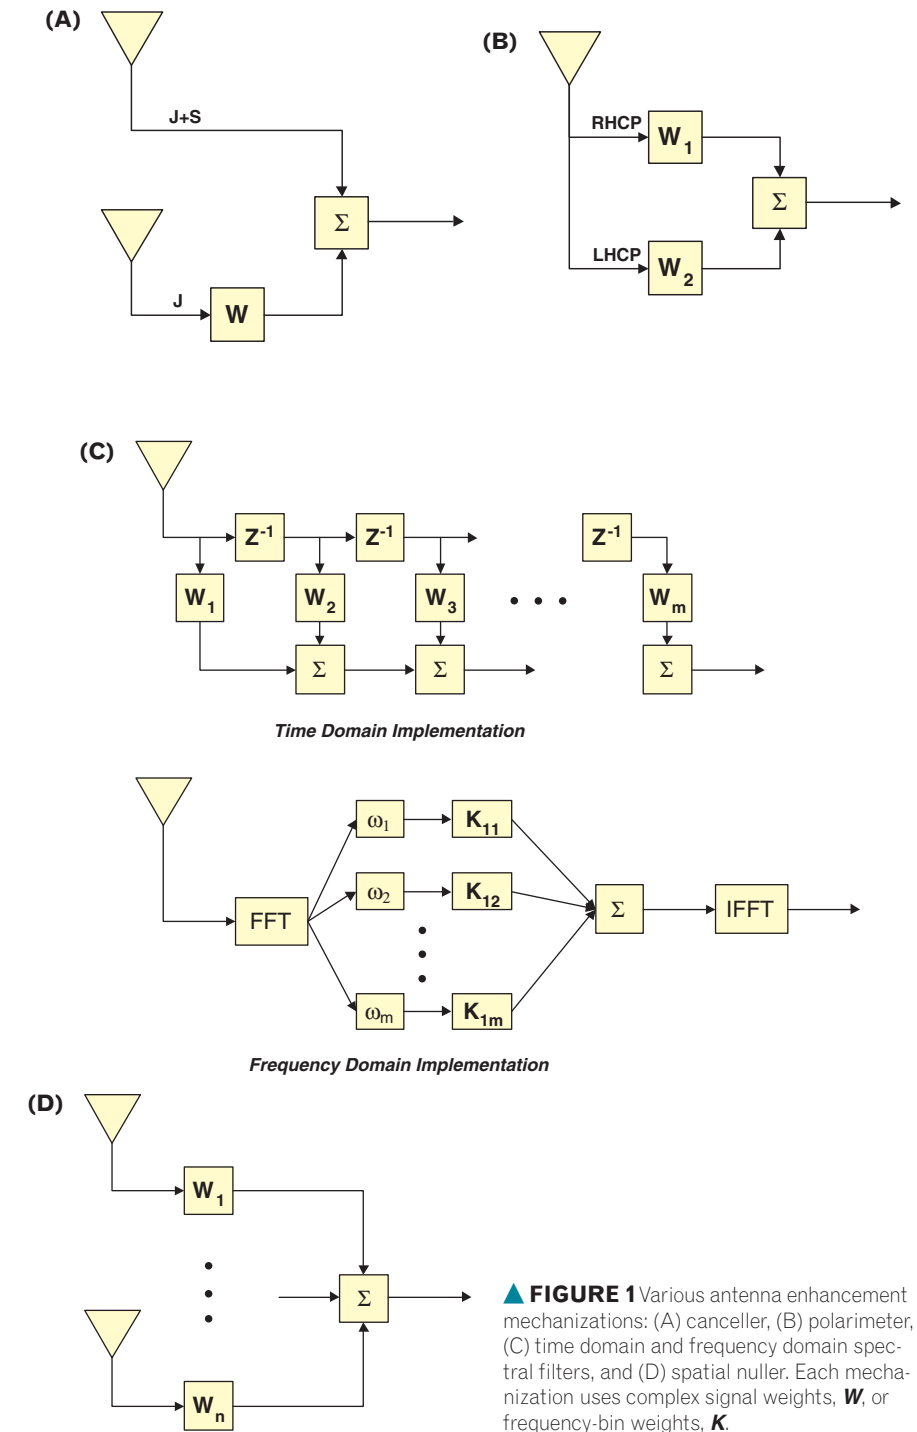 (A)
J+S
Σ
J
W
(B)
RHCP
W1
Σ
LHCP
W2
(C)
Z-1
Z-1
Z-1
W1
W2
W3
• • •
Wm
Σ
Σ
Σ
Time Domain Implementation
ω1
K11
ω2
K12
FFT
Σ
IFFT
ωm
K1m
Frequency Domain Implementation
(D)
W1
Σ
Wn
▲ FIGURE 1 Various antenna enhancement
mechanizations: (A) canceller, (B) polarimeter,
(C) time domain and frequency domain spec-
tral filters, and (D) spatial nuller. Each mecha-
nization uses complex signal weights, W, or
frequency-bin weights, K.